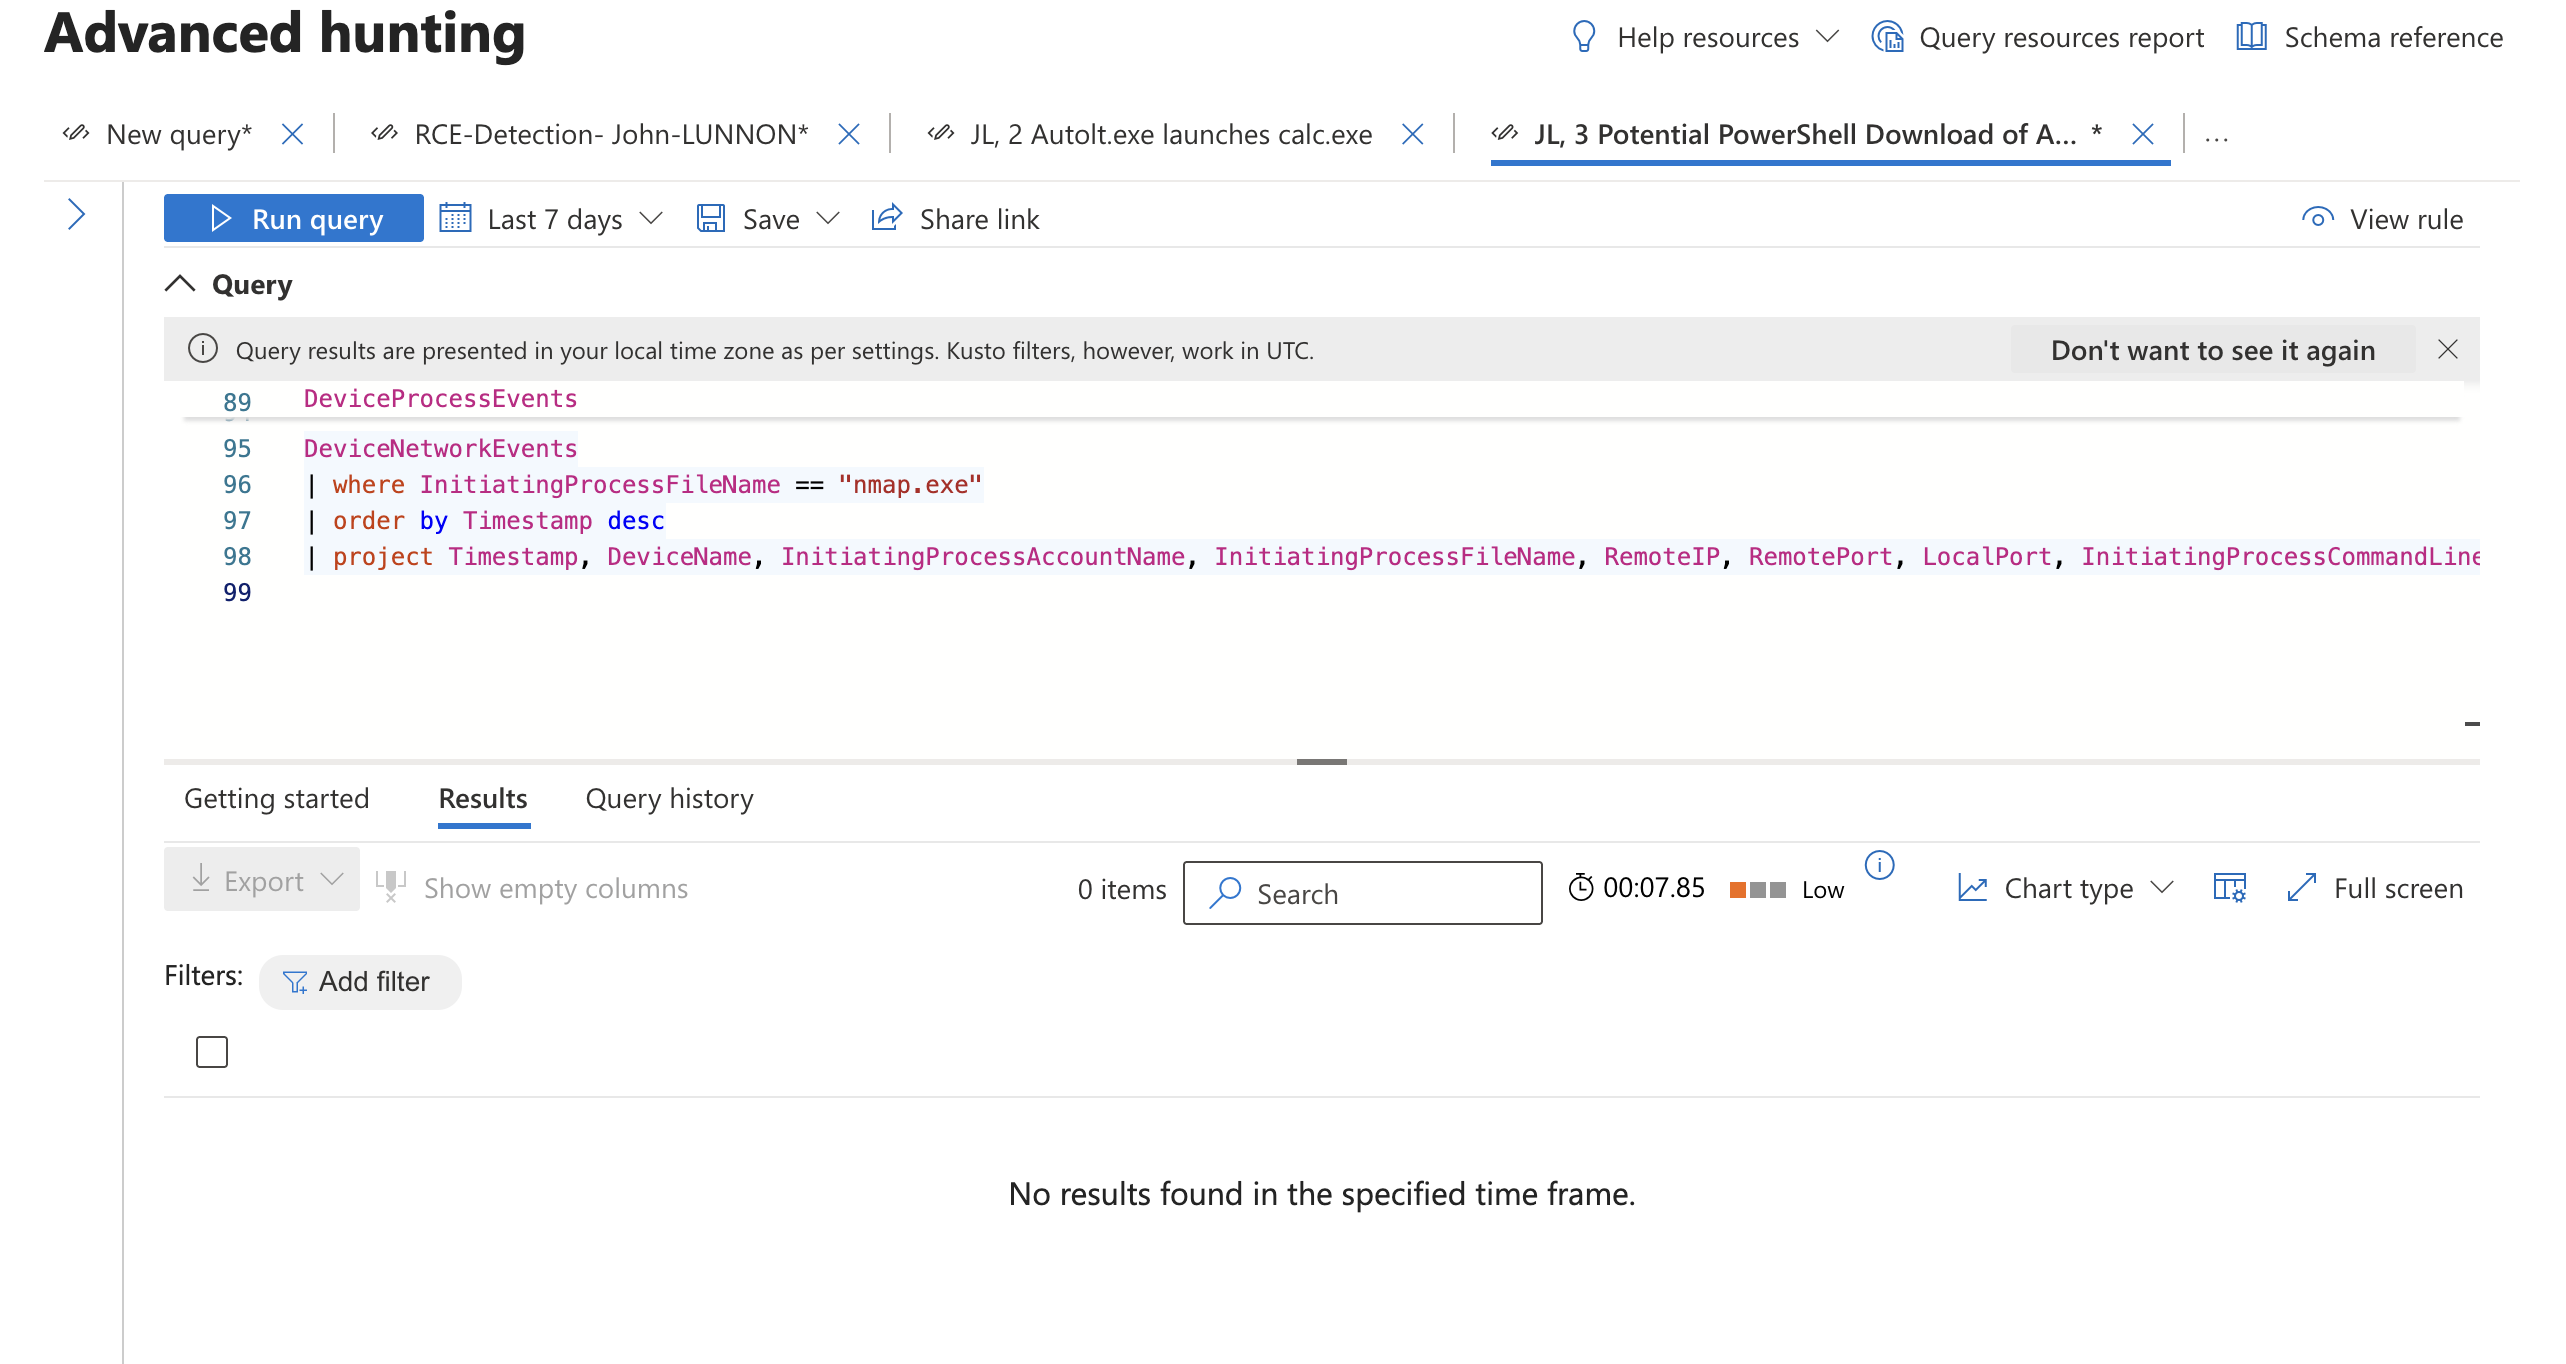 Advanced hunting
Help resources
Query resources report
Schema reference
New query*
RCE-Detection- John-LUNNON*
JL, 2 AutoIt.exe launches calc.exe
JL, 3 Potential PowerShell Download of A... *
...
Run query
Last 7 days
Save
Share link
View rule
Query
Query results are presented in your local time zone as per settings. Kusto filters, however, work in UTC.
Don't want to see it again
89 DeviceProcessEvents
95 DeviceNetworkEvents
96 | where InitiatingProcessFileName == "nmap.exe"
97 | order by Timestamp desc
98 | project Timestamp, DeviceName, InitiatingProcessAccountName, InitiatingProcessFileName, RemoteIP, RemotePort, LocalPort, InitiatingProcessCommandLine
99
Getting started
Results
Query history
Export
Show empty columns
0 items
Search
00:07.85
Low
Chart type
Full screen
Filters:
Add filter
No results found in the specified time frame.